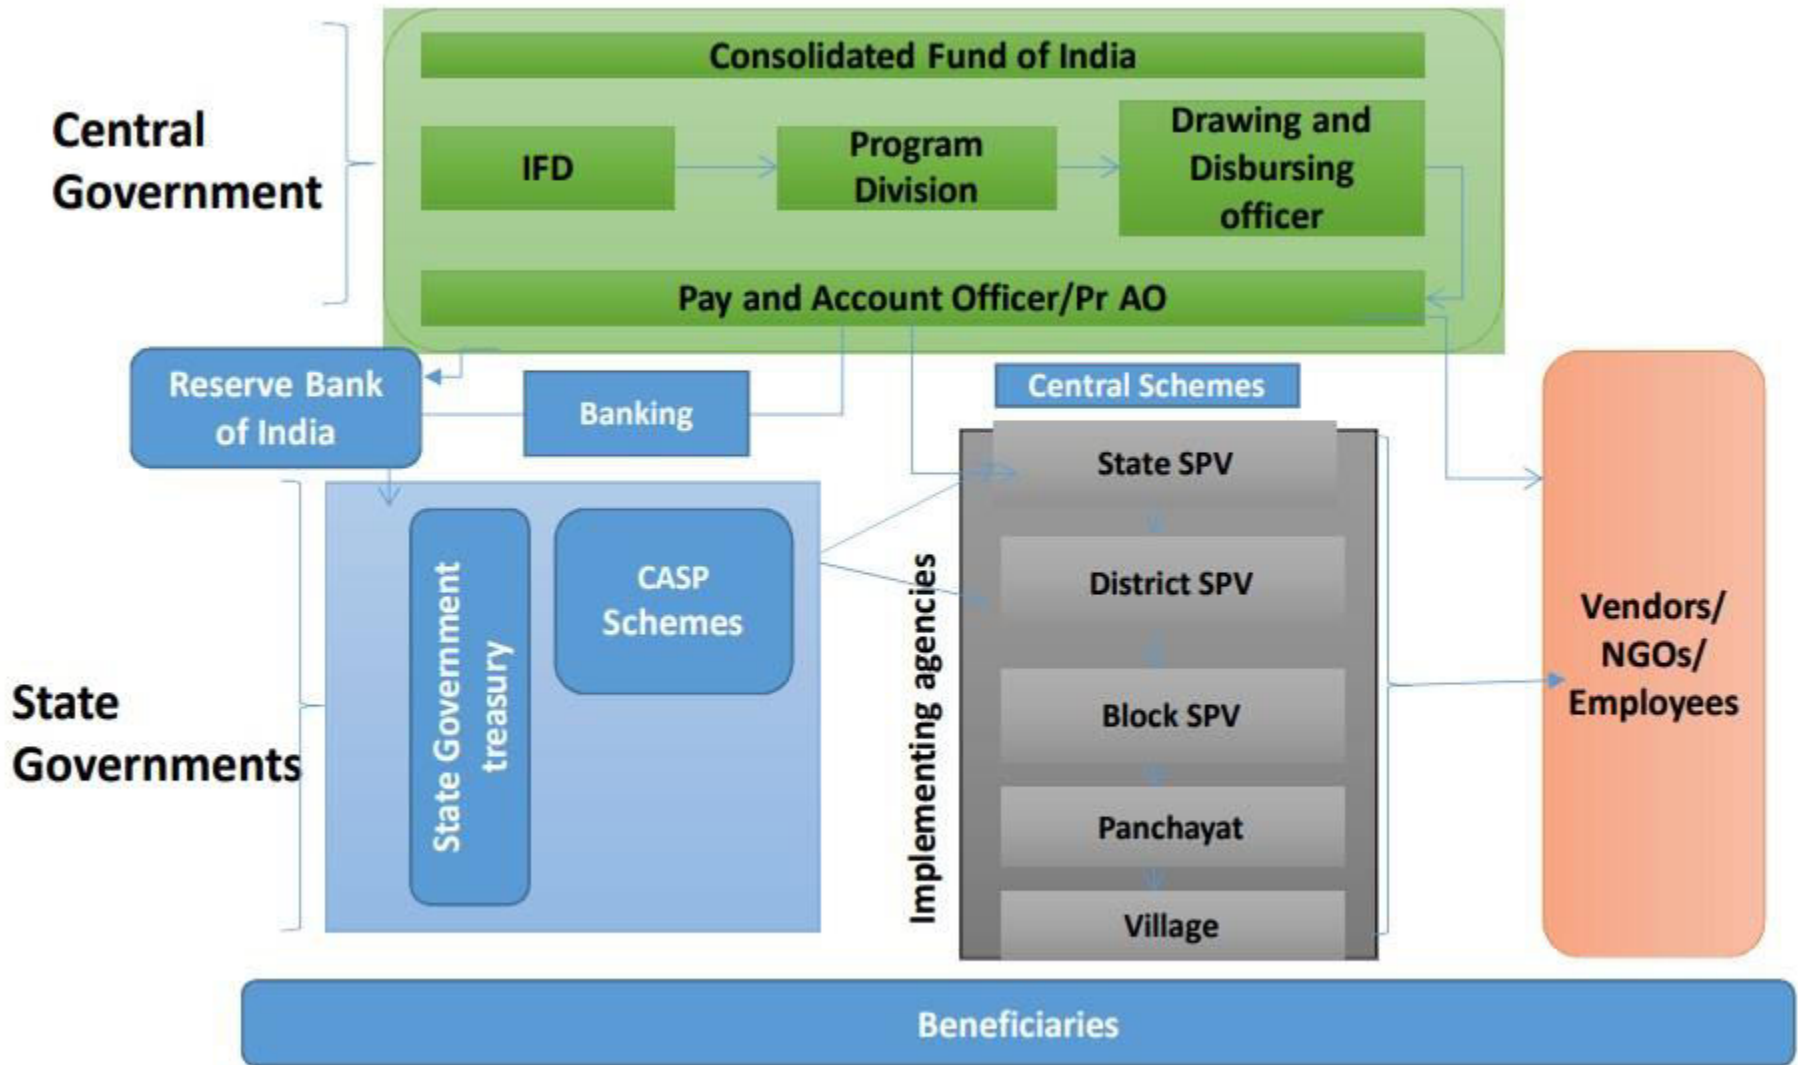 Consolidated Fund of India
Central
Government
IFD
Program
Division
Drawing and
Disbursing
officer
Pay and Account Officer/Pr AO
Reserve Bank
of India
Banking
Central Schemes
State
Governments
State Government
treasury
CASP
Schemes
Implementing agencies
State SPV
District SPV
Block SPV
Panchayat
Village
Vendors/
NGOs/
Employees
Beneficiaries